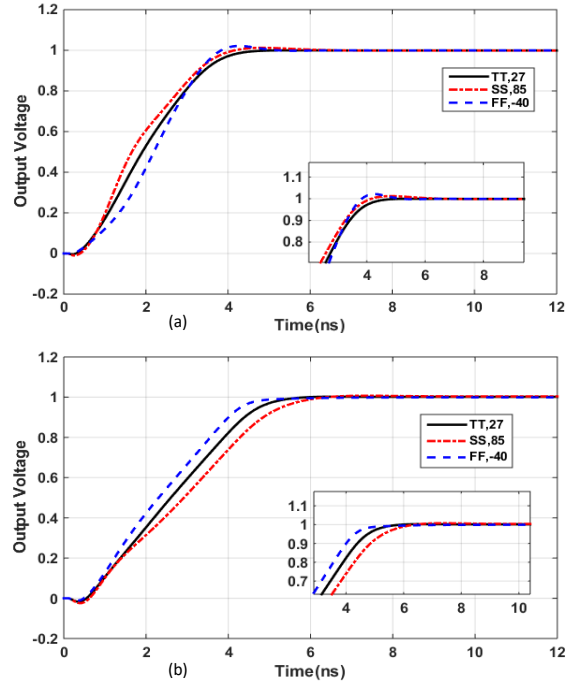 1.2
1
0.8
0.6
0.4
0.2
0
-0.2
Output Voltage
TT,27
SS,85
FF,-40
1.1
1
0.9
0.8
4 6 8
0 2 4 6 8 10 12
(a)
Time(ns)
1.2
1
0.8
0.6
0.4
0.2
0
-0.2
Output Voltage
TT,27
SS,85
FF,-40
1.1
1
0.9
0.8
0.7
4 6 8 10
0 2 4 6 8 10 12
(b)
Time(ns)